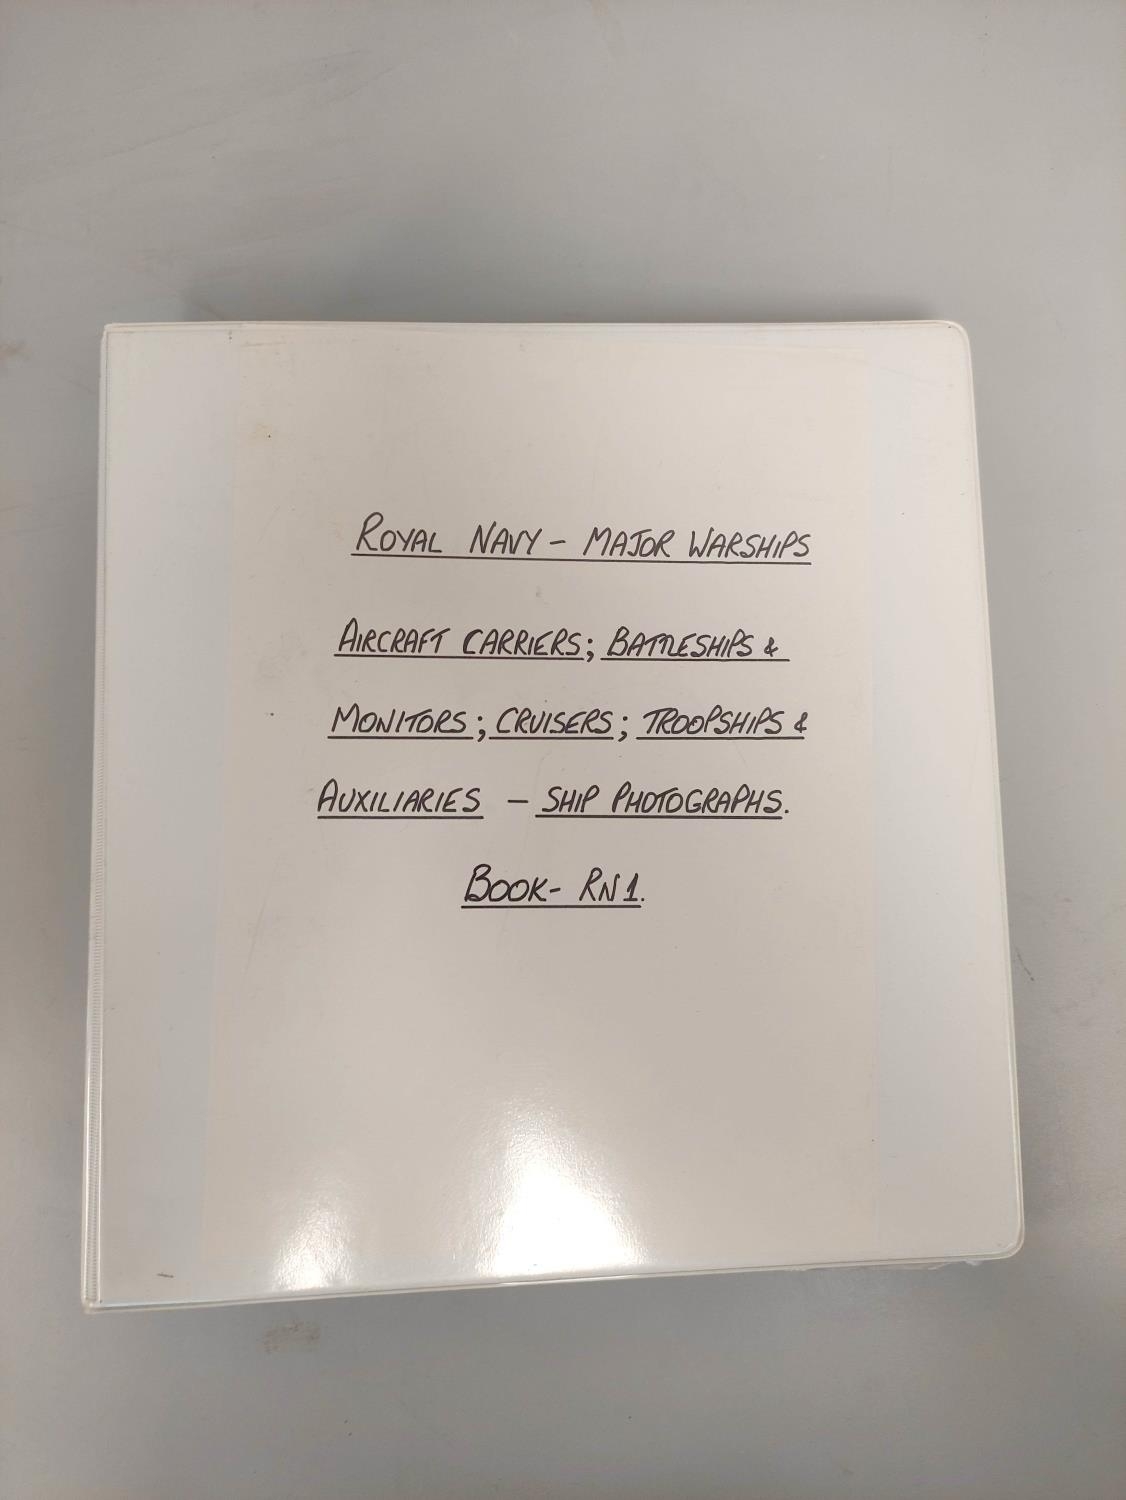 ROYAL NAVY - MAJOR WARSHIPS
AIRCRAFT CARRIERS; BATTLESHIPS &
MONITORS; CRUISERS; TROOPSHIPS &
AUXILIARIES - SHIP PHOTOGRAPHS.
BOOK- RN1.